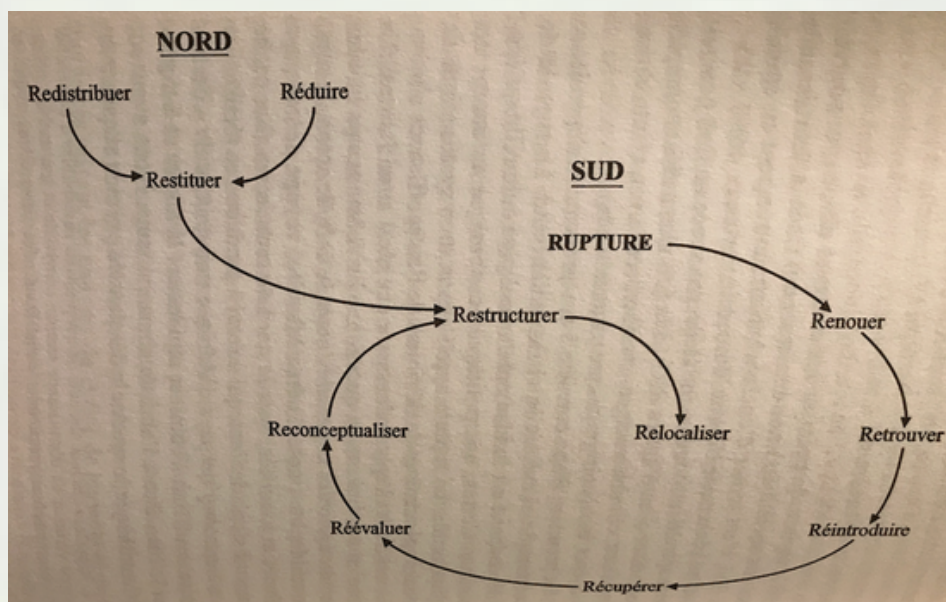 NORD
Redistribuer
Réduire
Restituer
SUD
RUPTURE
Restructurer
Renouer
Reconceptualiser
Relocaliser
Retrouver
Réévaluer
Réintroduire
Récupérer